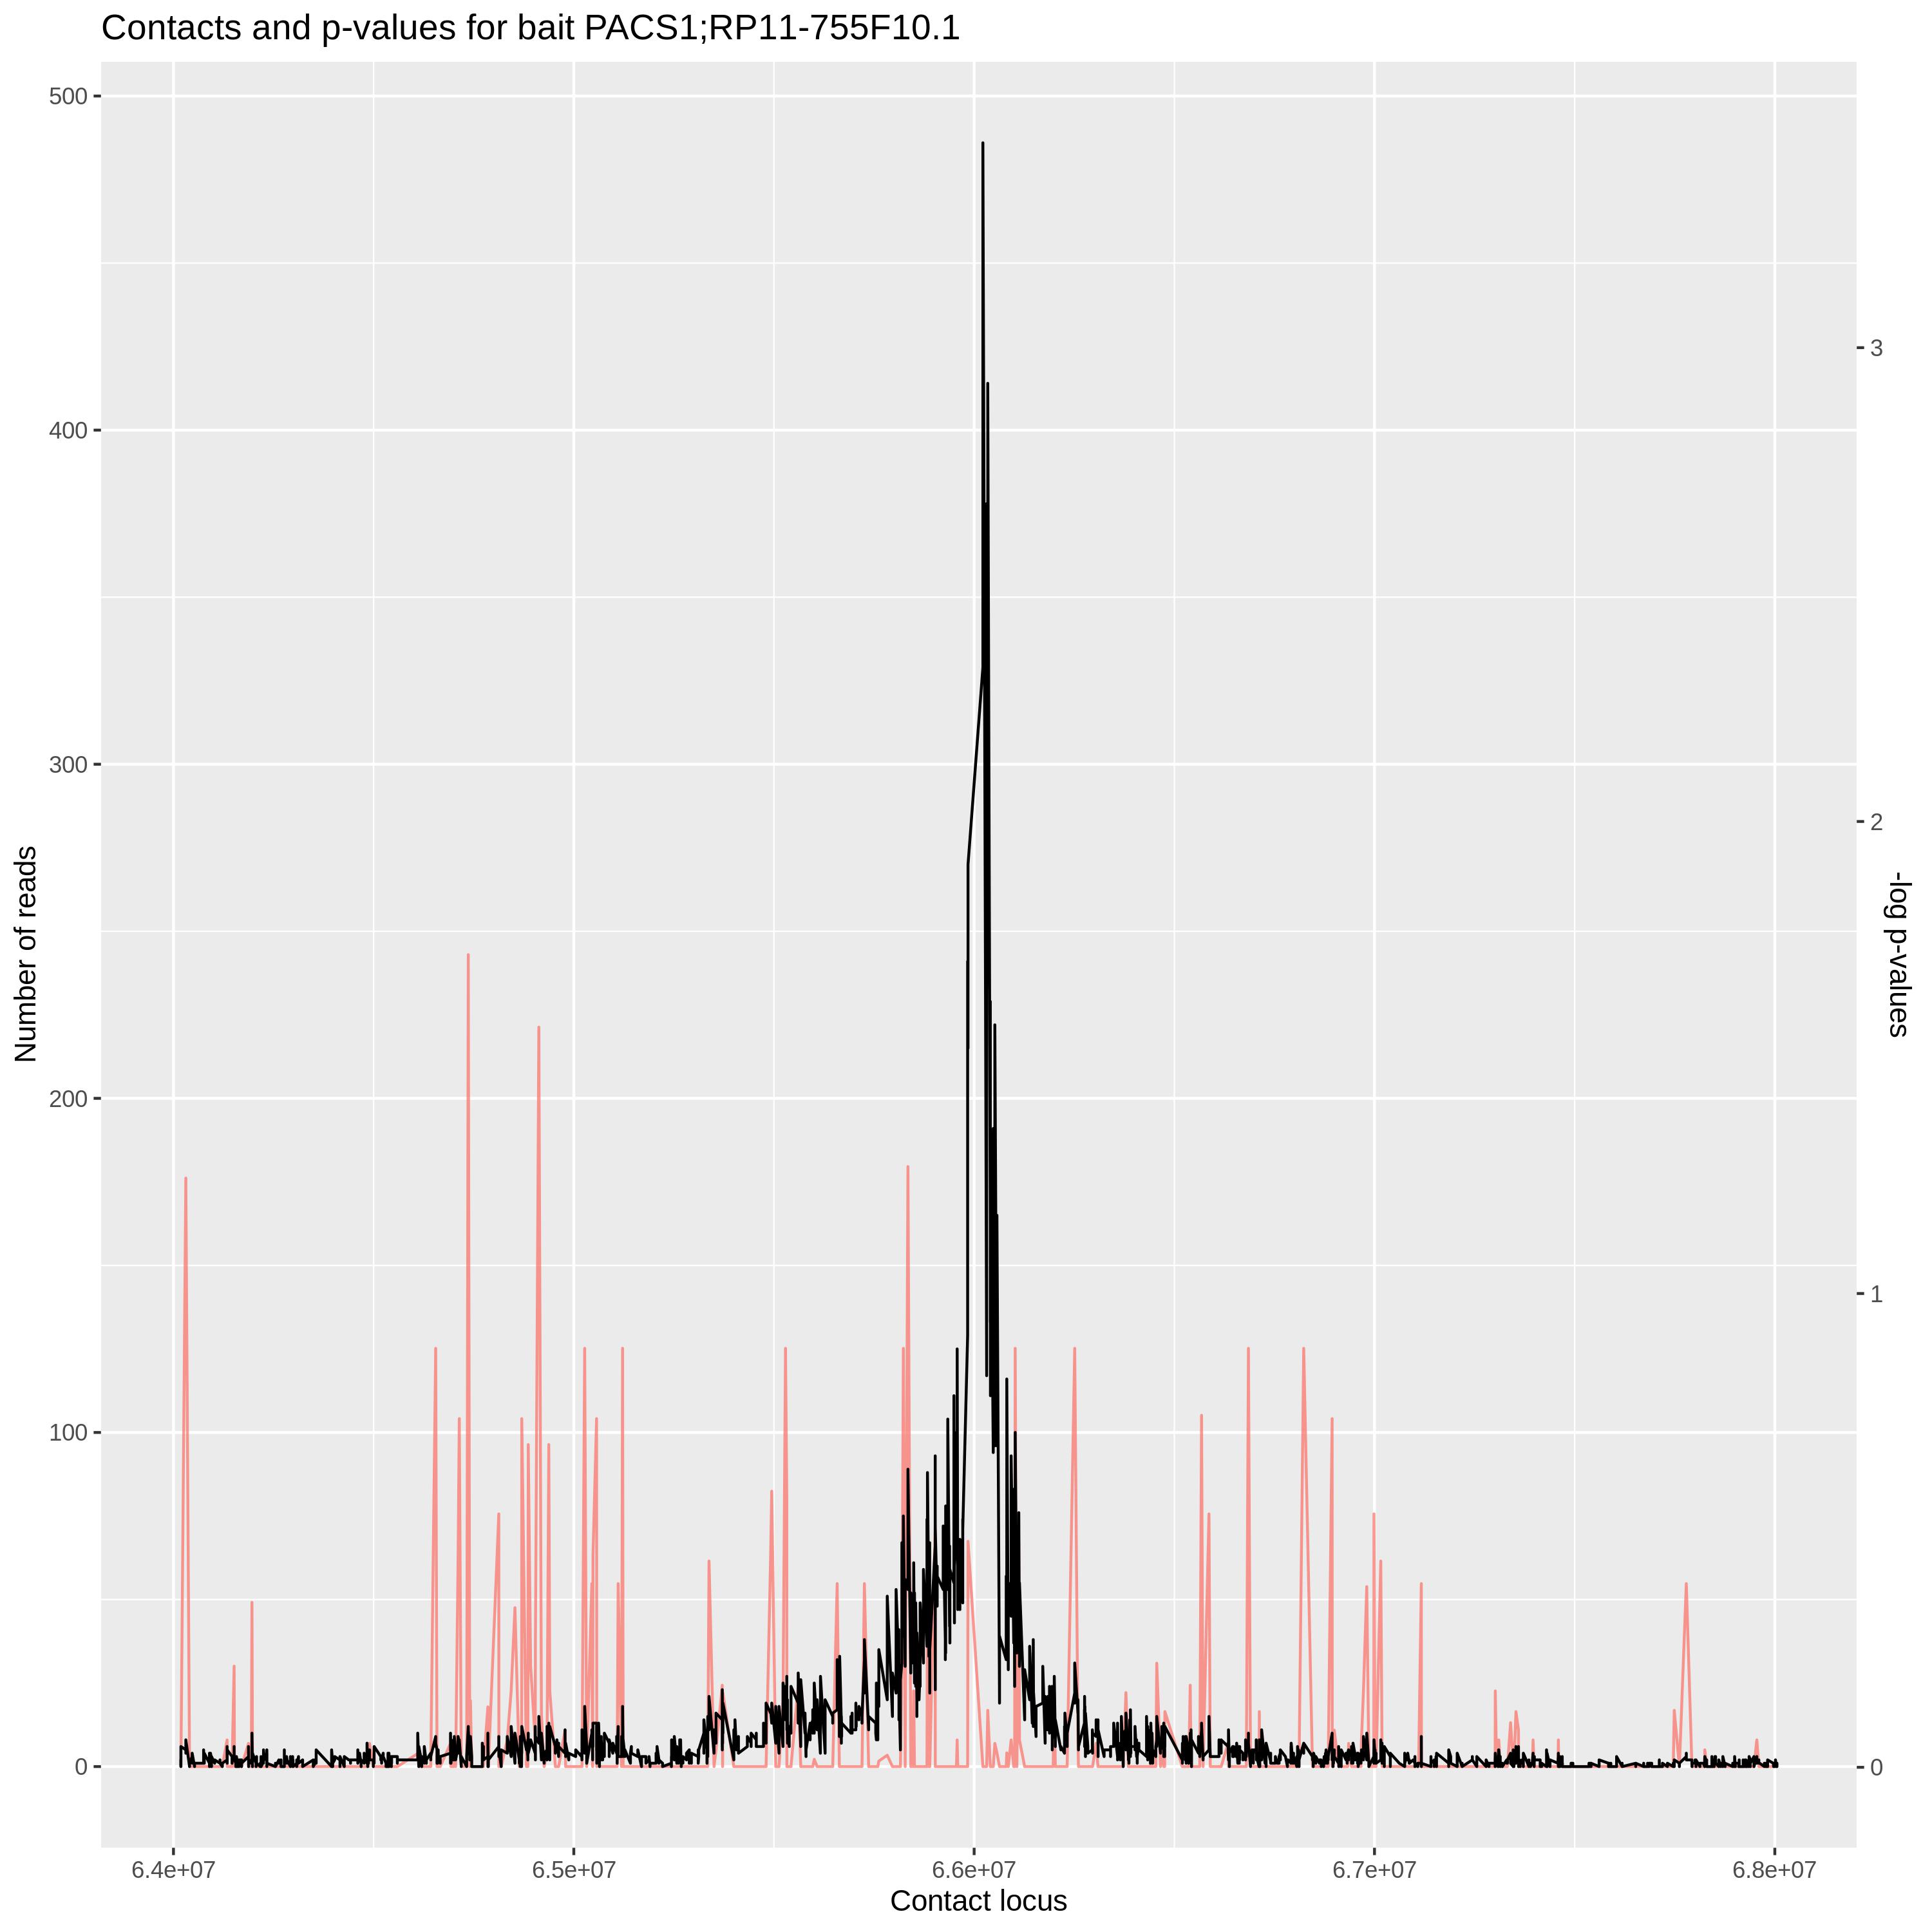 Contacts and p-values for bait PACS1;RP11-755F10.1
500
400
300
200
100
0
Number of reads
3
2
1
0
-log p-values
6.4e+07
6.5e+07
6.6e+07
6.7e+07
6.8e+07
Contact locus